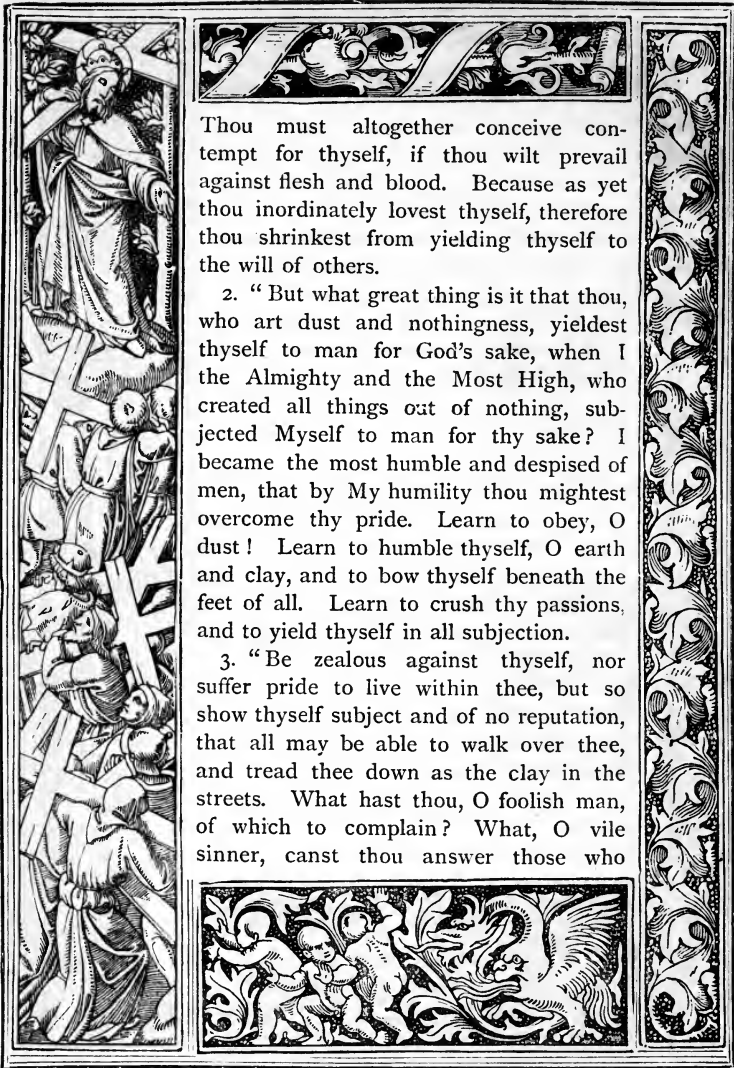 Thou must altogether conceive con-
tempt for thyself, if thou wilt prevail
against flesh and blood. Because as yet
thou inordinately lovest thyself, therefore
thou shrinkest from yielding thyself to
the will of others.
2. “ But what great thing is it that thou,
who art dust and nothingness, yieldest
thyself to man for God's sake, when I
the Almighty and the Most High, who
created all things out of nothing, sub-
jected Myself to man for thy sake? I
became the most humble and despised of
men, that by My humility thou mightest
overcome thy pride. Learn to obey, O
dust! Learn to humble thyself, O earth
and clay, and to bow thyself beneath the
feet of all. Learn to crush thy passions,
and to yield thyself in all subjection.
3. “ Be zealous against thyself, nor
suffer pride to live within thee, but so
show thyself subject and of no reputation,
that all may be able to walk over thee,
and tread thee down as the clay in the
streets. What hast thou, O foolish man,
of which to complain? What, O vile
sinner, canst thou answer those who